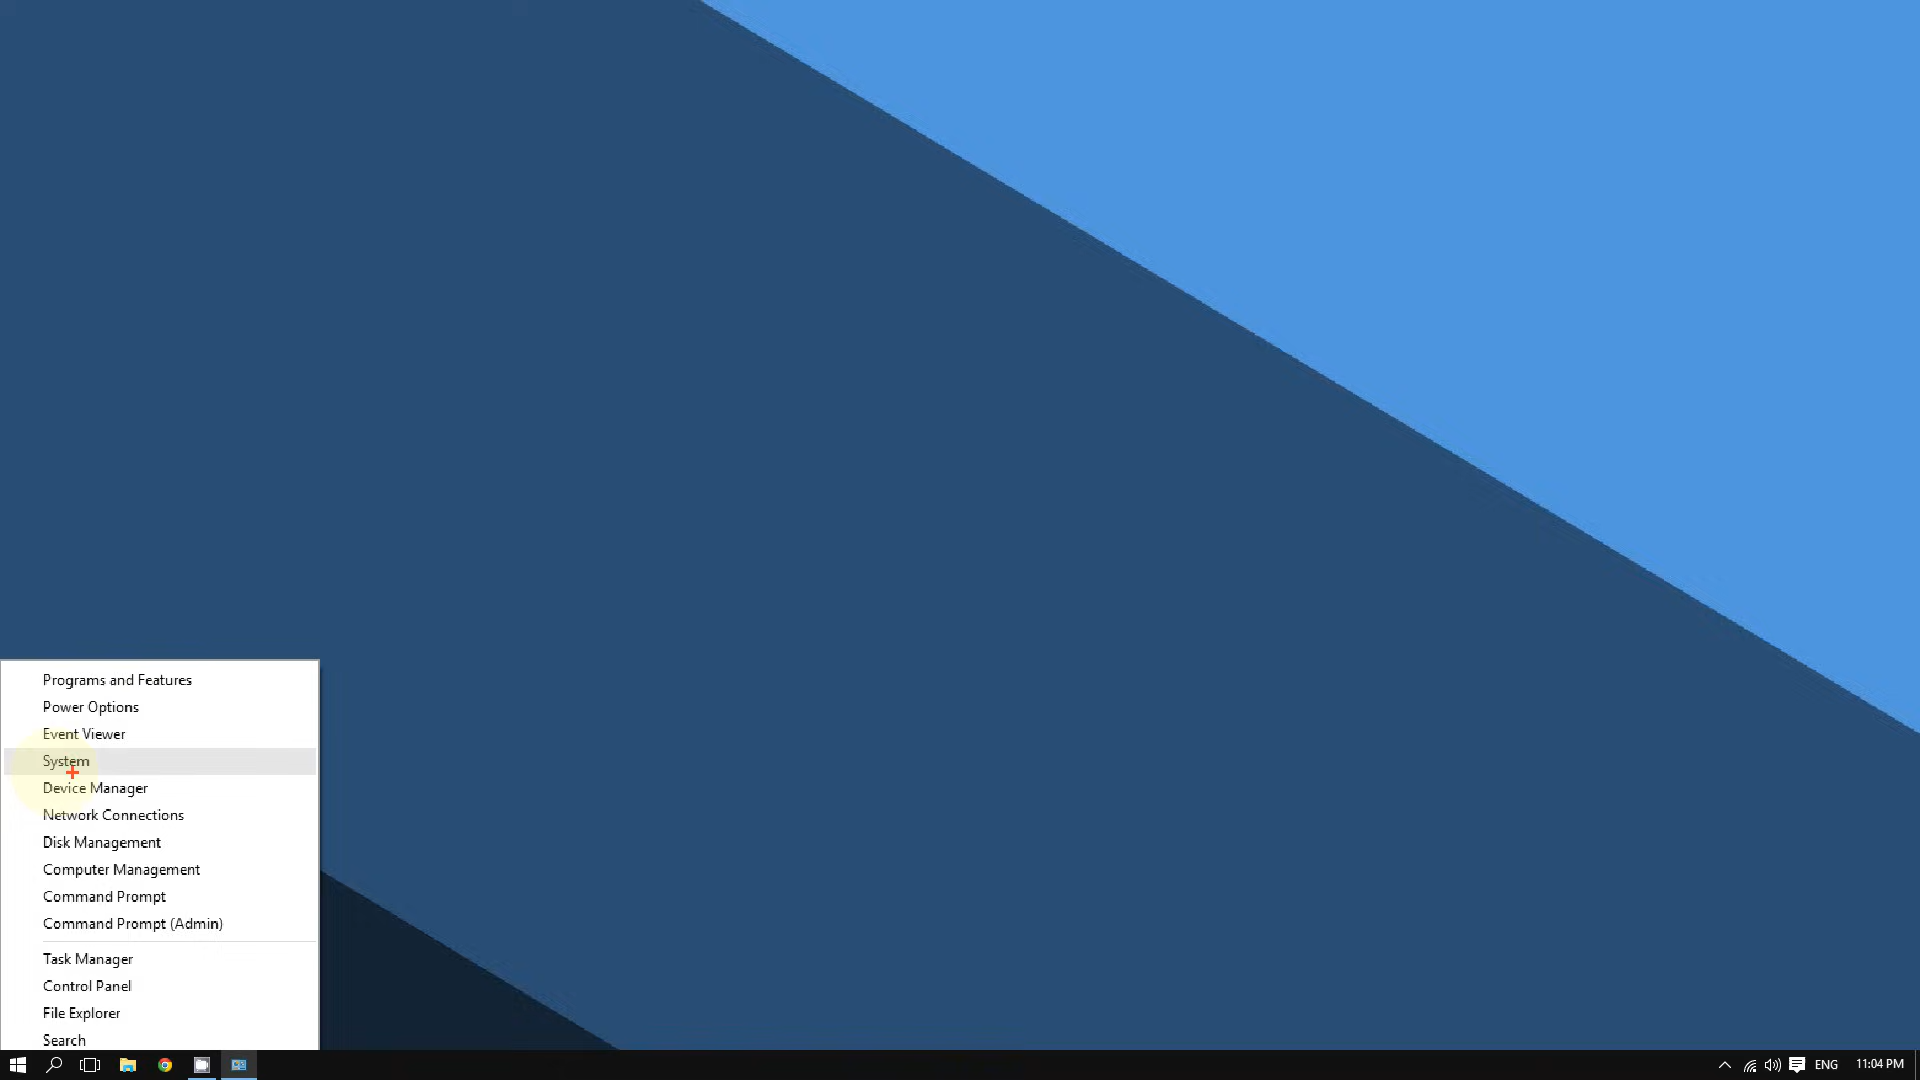 Programs and Features
Power Options
Event Viewer
System
Device Manager
Network Connections
Disk Management
Computer Management
Command Prompt
Command Prompt (Admin)
Task Manager
Control Panel
File Explorer
Search
ENG
11:04 PM